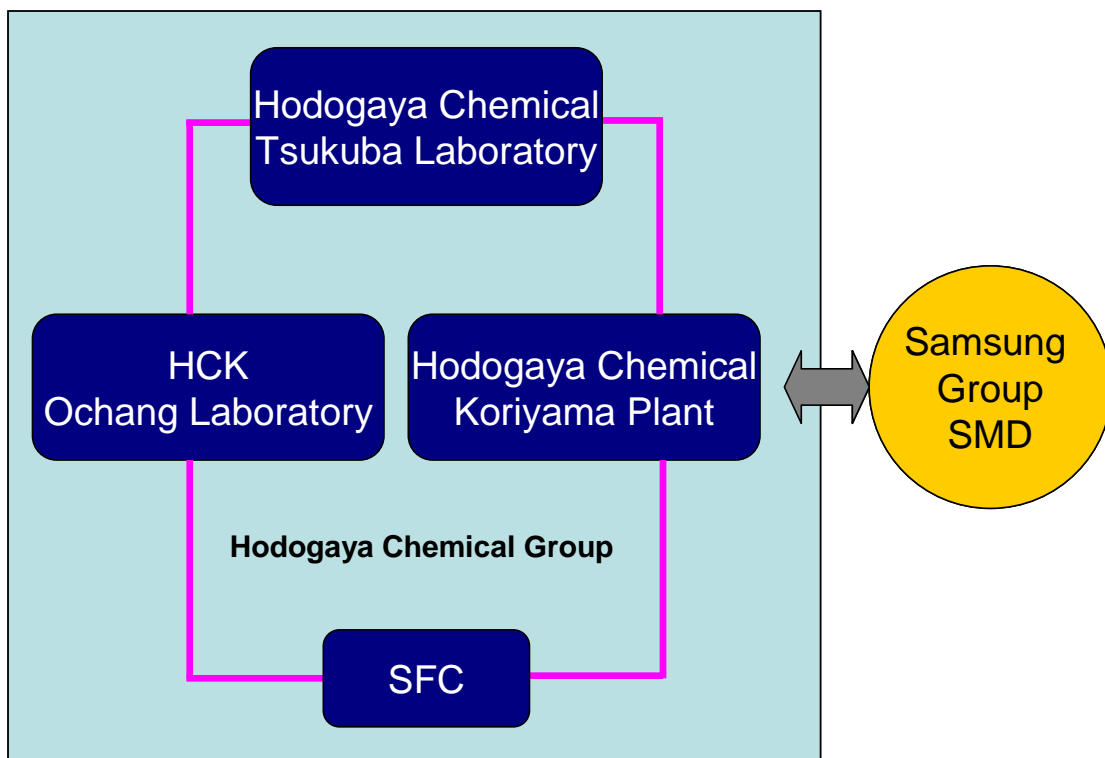 Hodogaya Chemical
Tsukuba Laboratory
HCK
Ochang Laboratory
Hodogaya Chemical
Koriyama Plant
Samsung
Group
SMD
Hodogaya Chemical Group
SFC